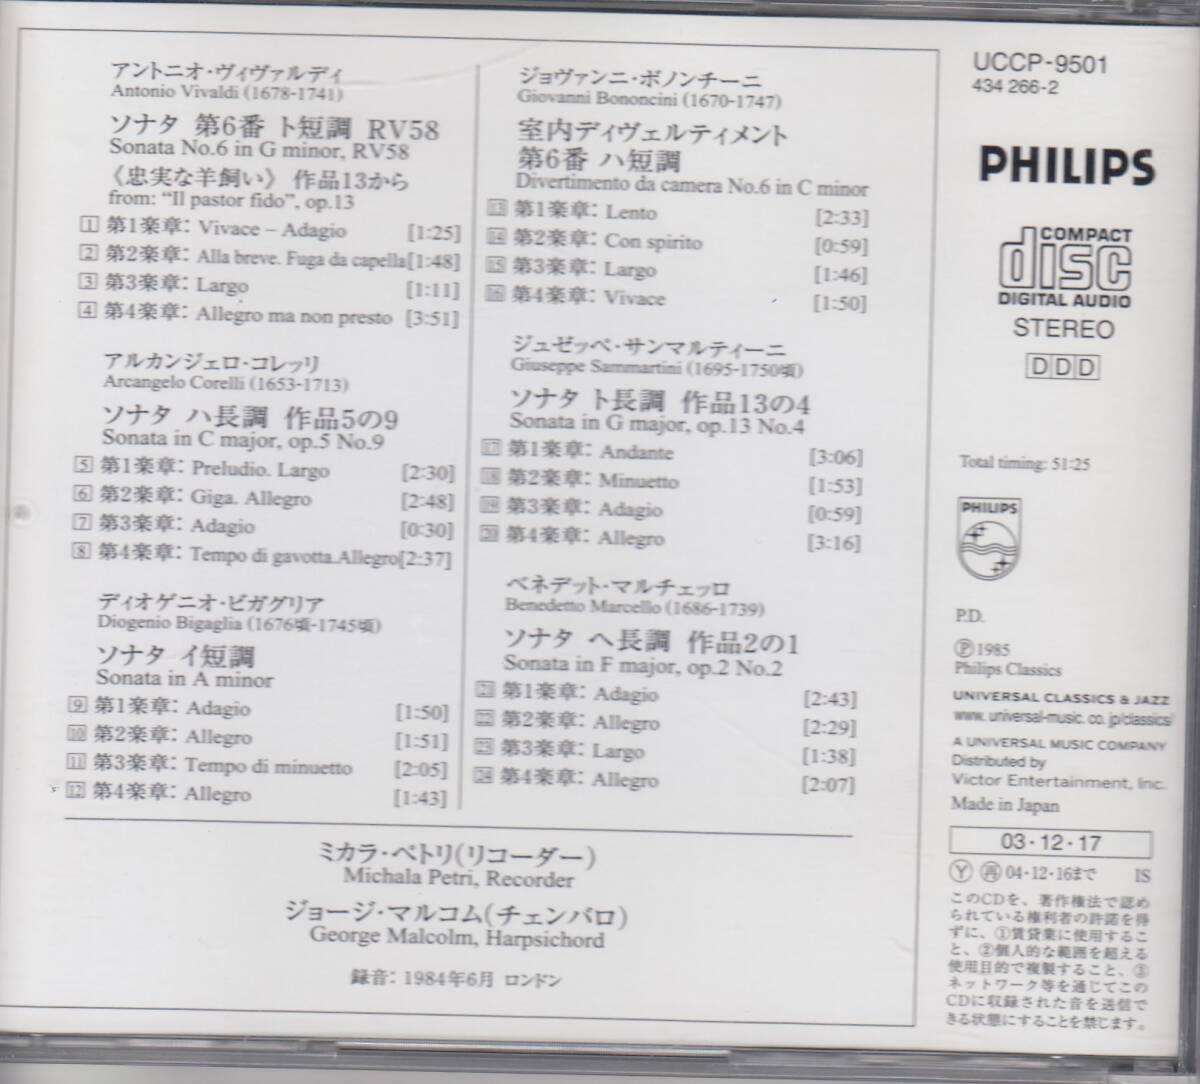 アントニオ・ヴィヴァルディ
Antonio Vivaldi (1678-1741)
ソナタ 第6番 ト短調 RV58
Sonata No.6 in G minor, RV58
《忠実な羊飼い》 作品13から
from: “Il pastor fido”, op.13
1 第1楽章: Vivace – Adagio [1:25]
2 第2楽章: Alla breve. Fuga da capella [1:48]
3 第3楽章: Largo [1:11]
4 第4楽章: Allegro ma non presto [3:51]
アルカンジェロ・コレッリ
Arcangelo Corelli (1653-1713)
ソナタ ハ長調 作品5の9
Sonata in C major, op.5 No.9
5 第1楽章: Preludio. Largo [2:30]
6 第2楽章: Giga. Allegro [2:48]
7 第3楽章: Adagio [0:30]
8 第4楽章: Tempo di gavotta. Allegro [2:37]
ディオゲニオ・ビガグリア
Diogenio Bigaglia (1676頃-1745頃)
ソナタ イ短調
Sonata in A minor
9 第1楽章: Adagio [1:50]
10 第2楽章: Allegro [1:51]
11 第3楽章: Tempo di minuetto [2:05]
12 第4楽章: Allegro [1:43]
ジョヴァンニ・ボノンチーニ
Giovanni Bononcini (1670-1747)
室内ディヴェルティメント
第6番 ハ短調
Divertimento da camera No.6 in C minor
13 第1楽章: Lento [2:33]
14 第2楽章: Con spirito [0:59]
15 第3楽章: Largo [1:46]
16 第4楽章: Vivace [1:50]
ジュゼッペ・サンマルティーニ
Giuseppe Sammartini (1695-1750頃)
ソナタ ト長調 作品13の4
Sonata in G major, op.13 No.4
17 第1楽章: Andante [3:06]
18 第2楽章: Minuetto [1:53]
19 第3楽章: Adagio [0:59]
20 第4楽章: Allegro [3:16]
ベネデット・マルチェッロ
Benedetto Marcello (1686-1739)
ソナタ ヘ長調 作品2の1
Sonata in F major, op.2 No.2
21 第1楽章: Adagio [2:43]
22 第2楽章: Allegro [2:29]
23 第3楽章: Largo [1:38]
24 第4楽章: Allegro [2:07]
ミカラ・ペトリ(リコーダー)
Michala Petri, Recorder
ジョージ・マルコム(チェンバロ)
George Malcolm, Harpsichord
録音: 1984年6月 ロンドン
UCCP-9501
434 266-2
PHILIPS
COMPACT
disc
DIGITAL AUDIO
STEREO
DDD
Total timing: 51:25
PHILIPS
P.D.
Ⓟ1985
Philips Classics
UNIVERSAL CLASSICS & JAZZ
www.universal-music.co.jp/classics/
A UNIVERSAL MUSIC COMPANY
Distributed by
Victor Entertainment, Inc.
Made in Japan
03・12・17
Ⓨ 再 04・12・16まで IS
このCDを、著作権法で認め
られている権利者の許諾を得
ずに、①賃貸業に使用するこ
と、②個人的な範囲を超える
使用目的で複製すること、③
ネットワーク等を通じてこの
CDに収録された音を送信で
きる状態にすることを禁じます。